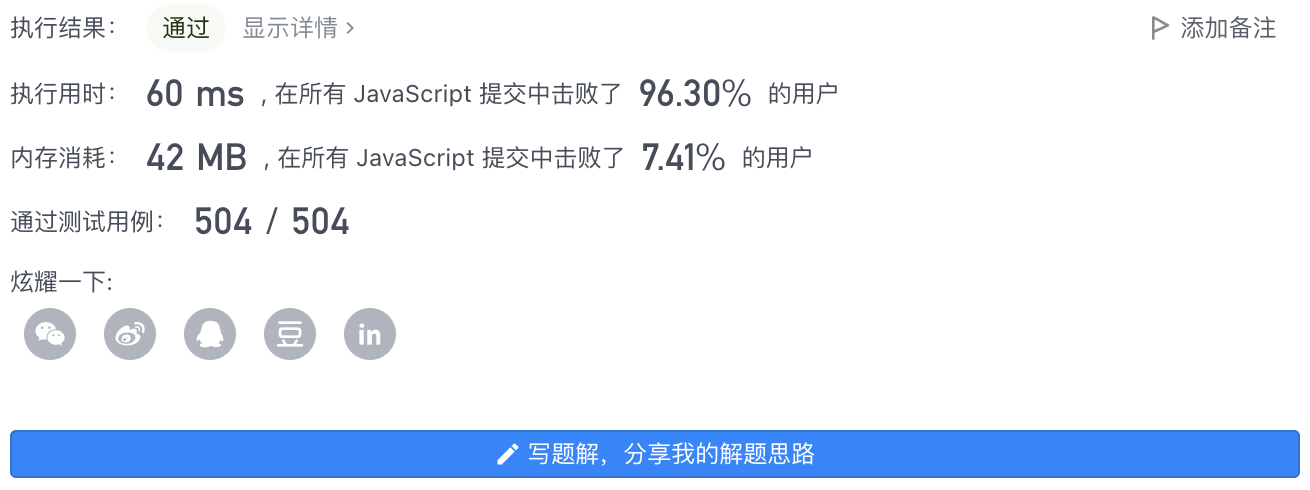 执行结果： 通过 显示详情 › 添加备注
执行用时： 60 ms , 在所有 JavaScript 提交中击败了 96.30% 的用户
内存消耗： 42 MB , 在所有 JavaScript 提交中击败了 7.41% 的用户
通过测试用例： 504 / 504
炫耀一下:
豆 in
写题解，分享我的解题思路